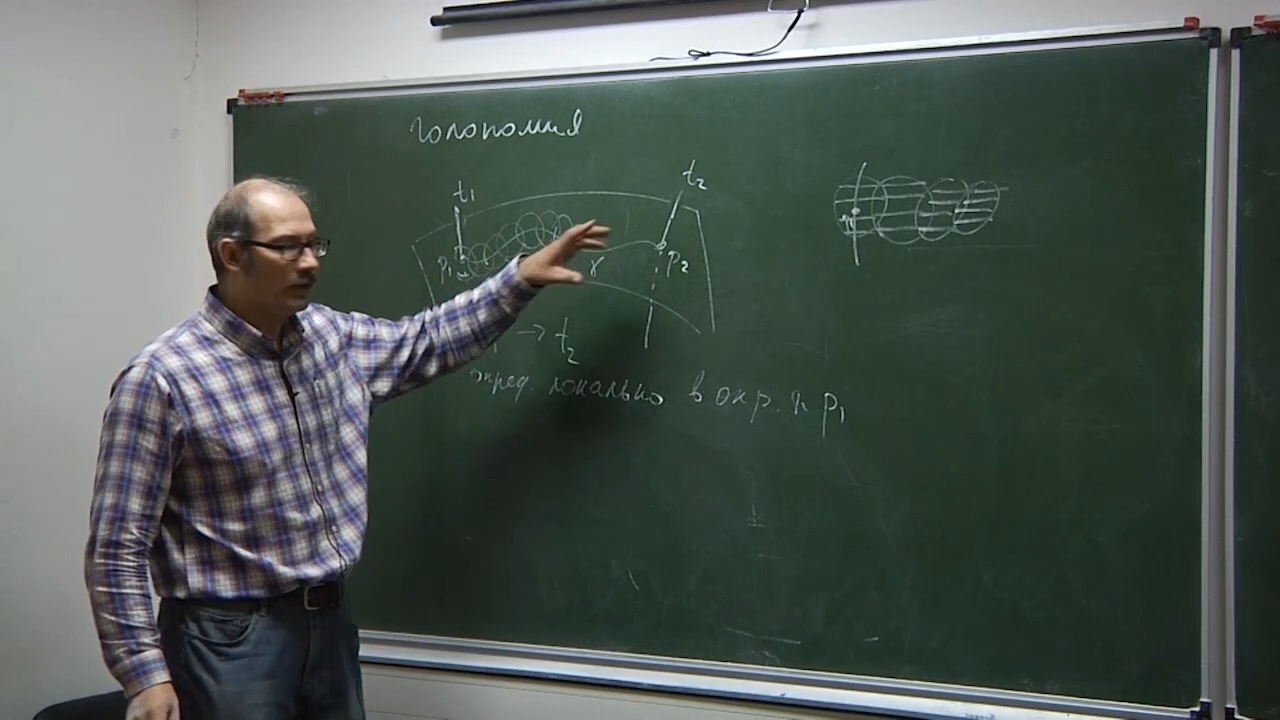 голономия
t₁ t₂
p₁ γ p₂
→ t₂
опред. локально в окр. т. p₁